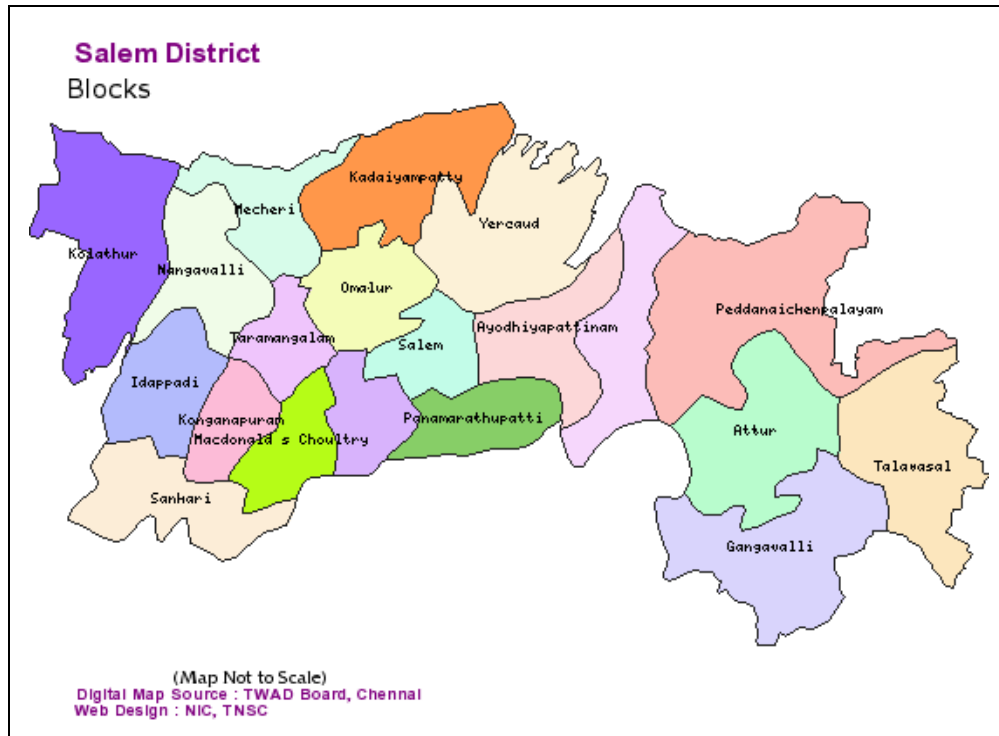 Salem District
Blocks
Kadaiyampatty
Mecheri
Yercaud
Kolathur
Nangavalli
Omalur
Peddanaichenpalayam
Ayodhiyapattinam
Taramangalam
Salem
Idappadi
Konganapuram
Panamarathupatti
Attur
Macdonald s Choultry
Talavasal
Sankari
Gangavalli
(Map Not to Scale)
Digital Map Source : TWAD Board, Chennai
Web Design : NIC, TNSC